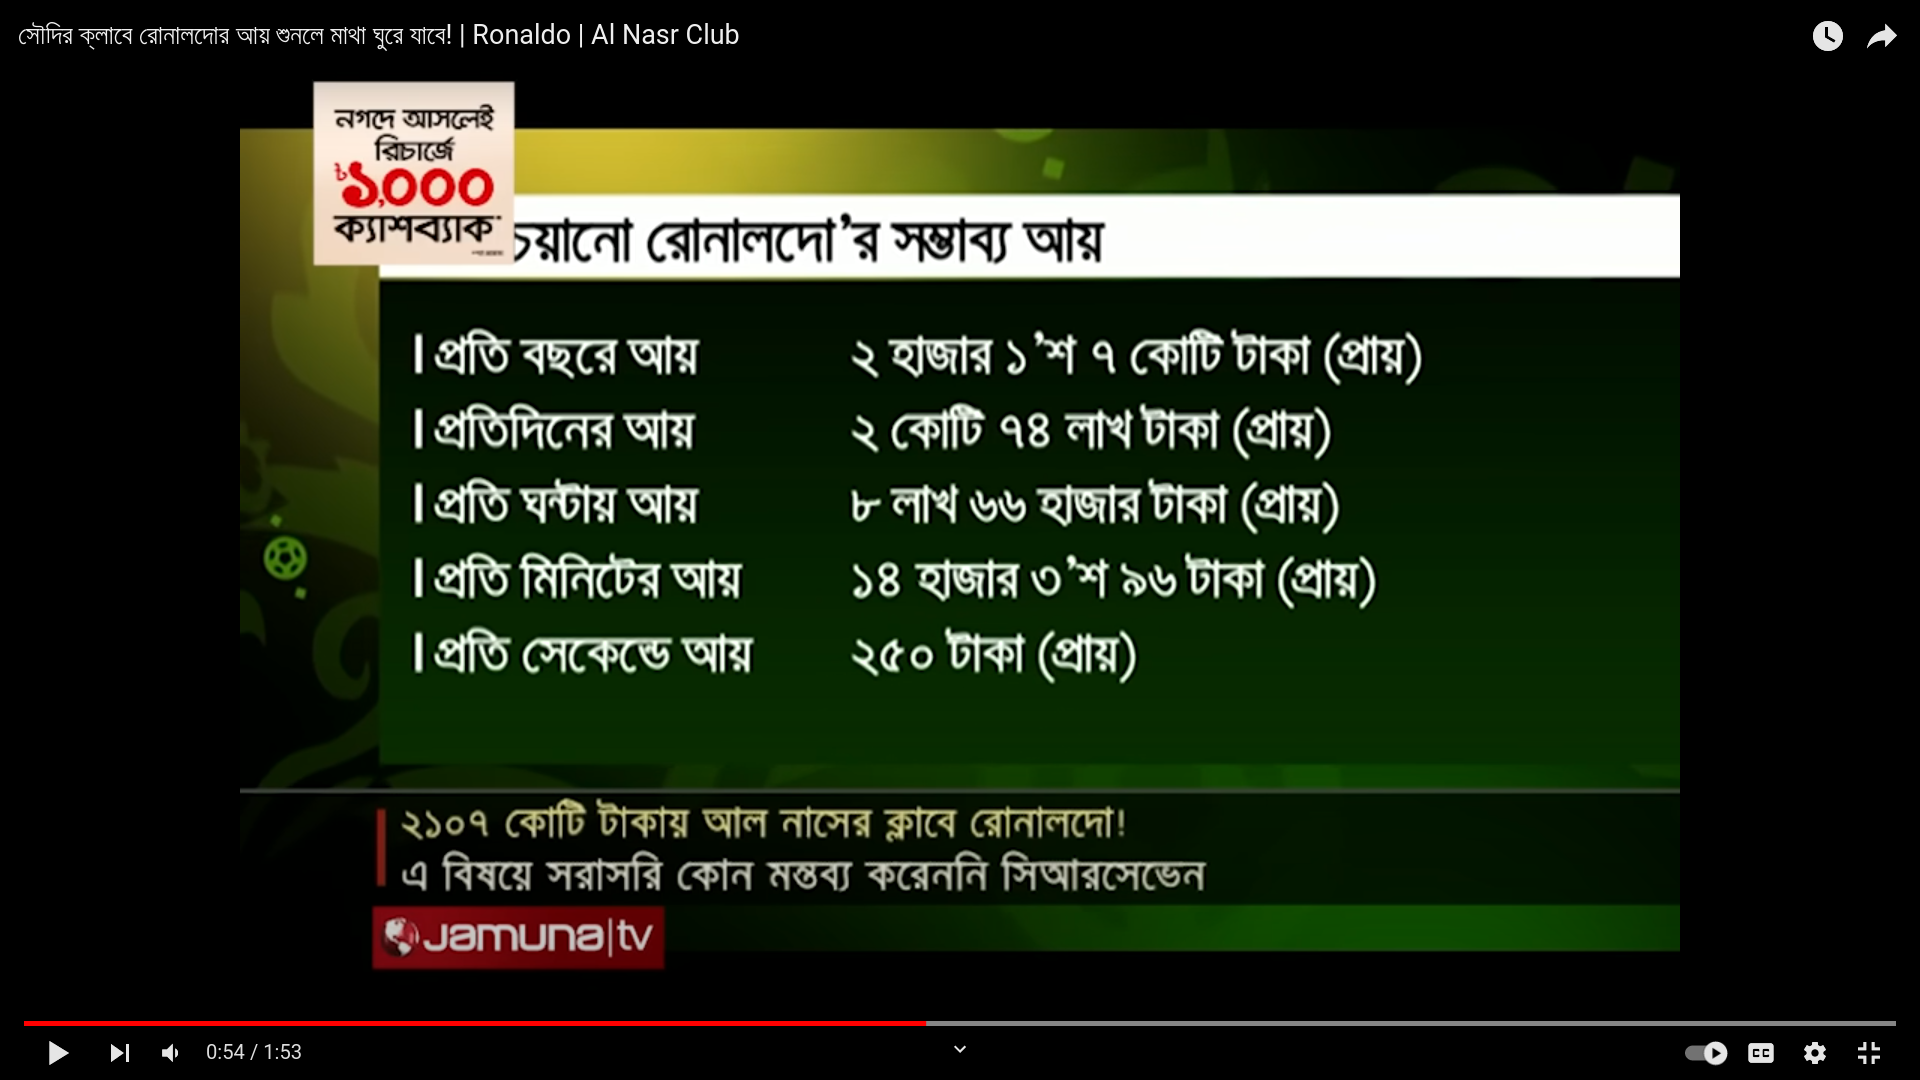 সৌদির ক্লাবে রোনালদোর আয় শুনলে মাথা ঘুরে যাবে! | Ronaldo | Al Nasr Club
নগদে আসলেই
রিচার্জে
৳১,০০০
ক্যাশব্যাক
চয়ানো রোনালদো’র সম্ভাব্য আয়
। প্রতি বছরে আয় ২ হাজার ১’শ ৭ কোটি টাকা (প্রায়)
। প্রতিদিনের আয় ২ কোটি ৭৪ লাখ টাকা (প্রায়)
। প্রতি ঘন্টায় আয় ৮ লাখ ৬৬ হাজার টাকা (প্রায়)
। প্রতি মিনিটের আয় ১৪ হাজার ৩’শ ৯৬ টাকা (প্রায়)
। প্রতি সেকেন্ডে আয় ২৫০ টাকা (প্রায়)
২১০৭ কোটি টাকায় আল নাসের ক্লাবে রোনালদো!
এ বিষয়ে সরাসরি কোন মন্তব্য করেননি সিআরসেভেন
Jamuna|tv
0:54 / 1:53
CC